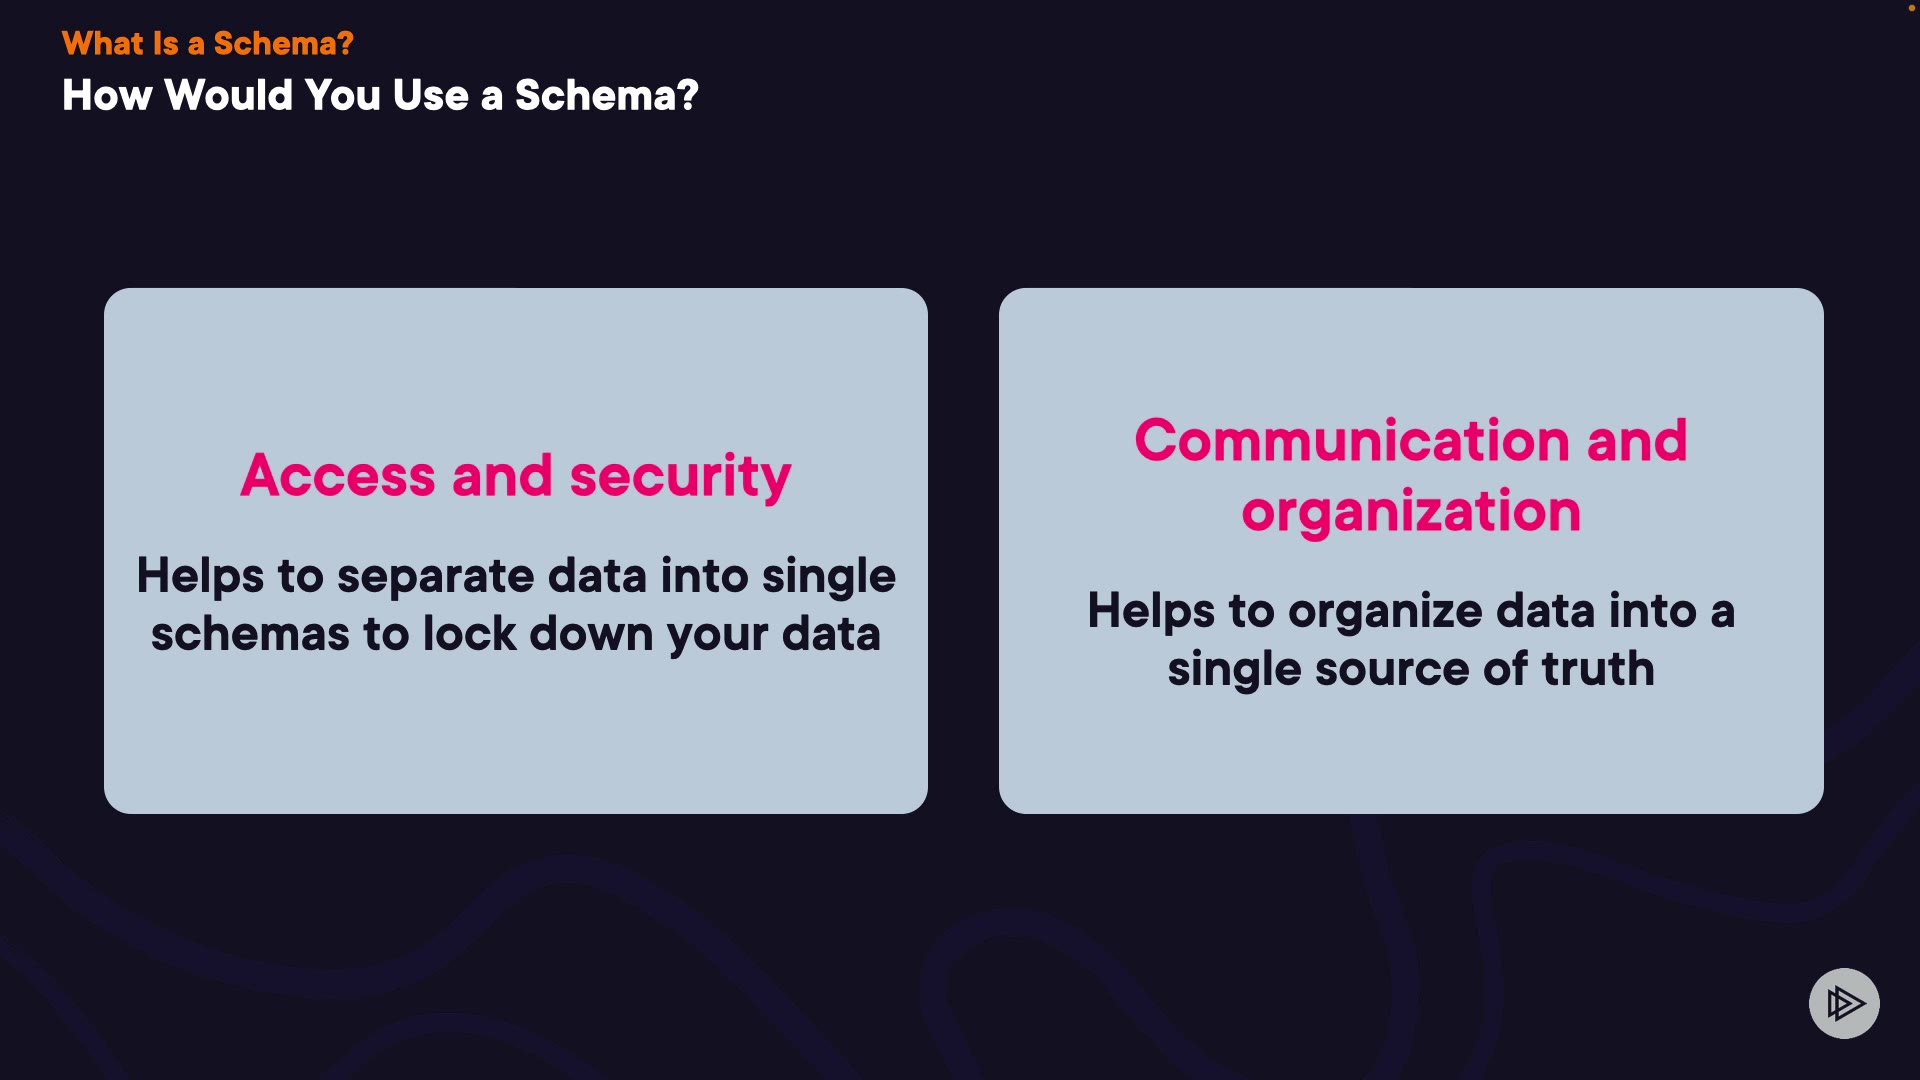 What Is a Schema?
How Would You Use a Schema?
Access and security
Helps to separate data into single
schemas to lock down your data
Communication and
organization
Helps to organize data into a
single source of truth